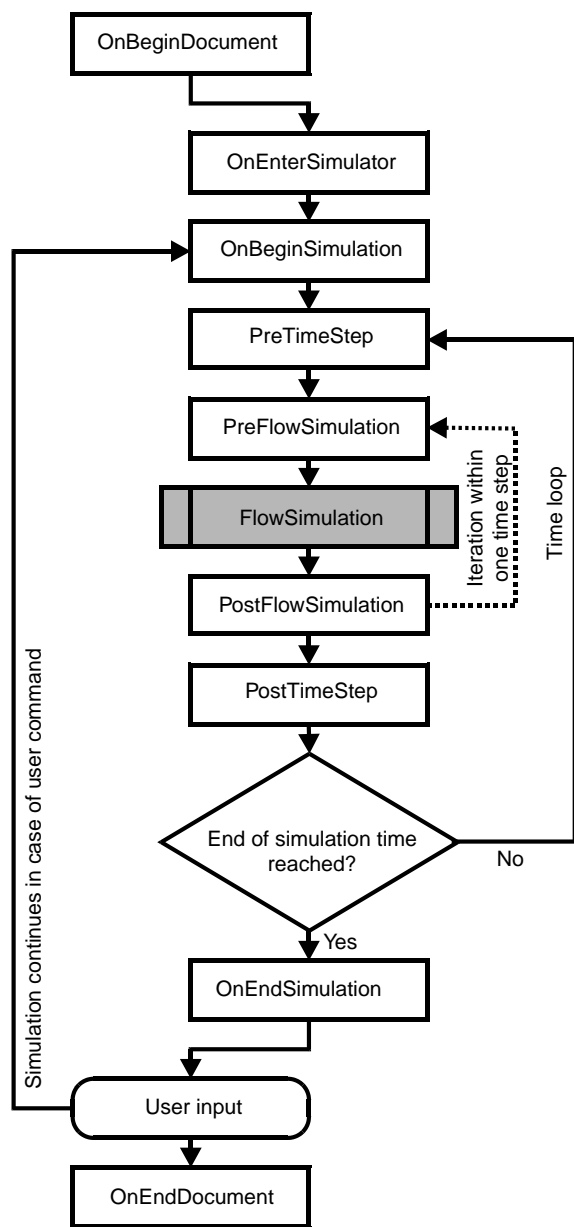 OnBeginDocument
OnEnterSimulator
OnBeginSimulation
PreTimeStep
PreFlowSimulation
FlowSimulation
PostFlowSimulation
Iteration within
one time step
Time loop
PostTimeStep
Simulation continues in case of user command
End of simulation time
reached?
No
Yes
OnEndSimulation
User input
OnEndDocument